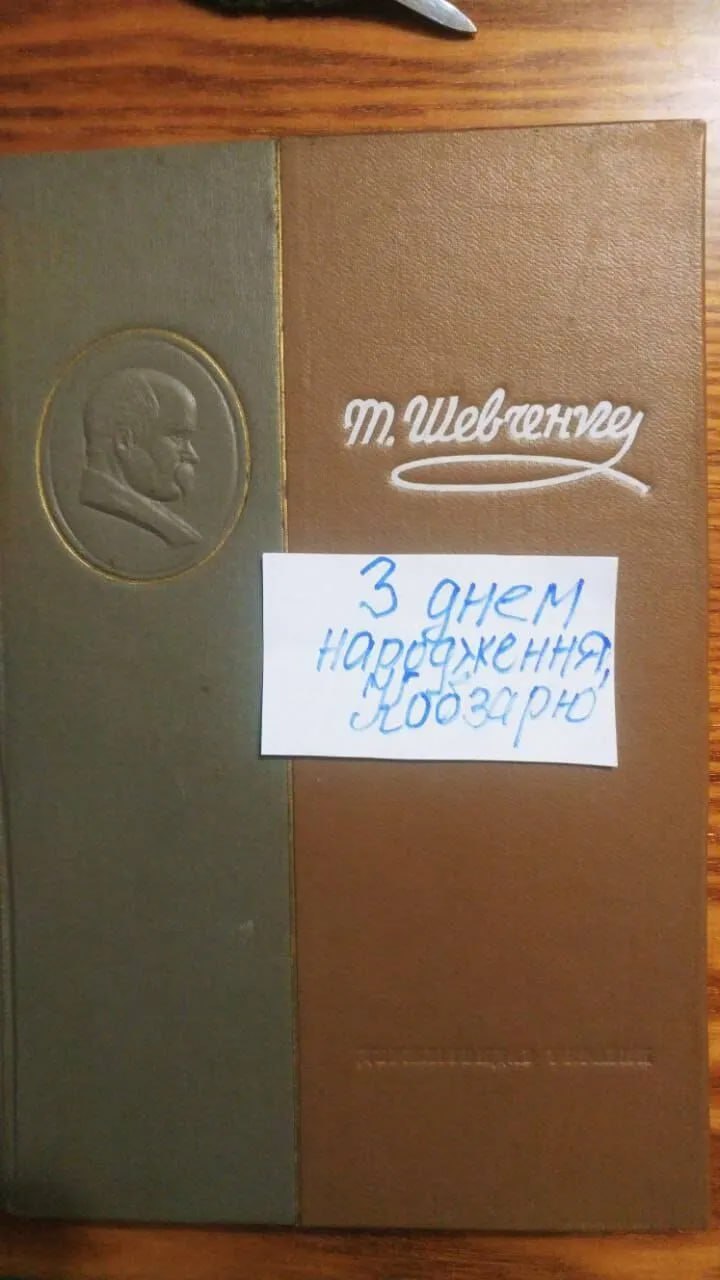 Т. Шевченко
З днем
народження,
Кобзарю